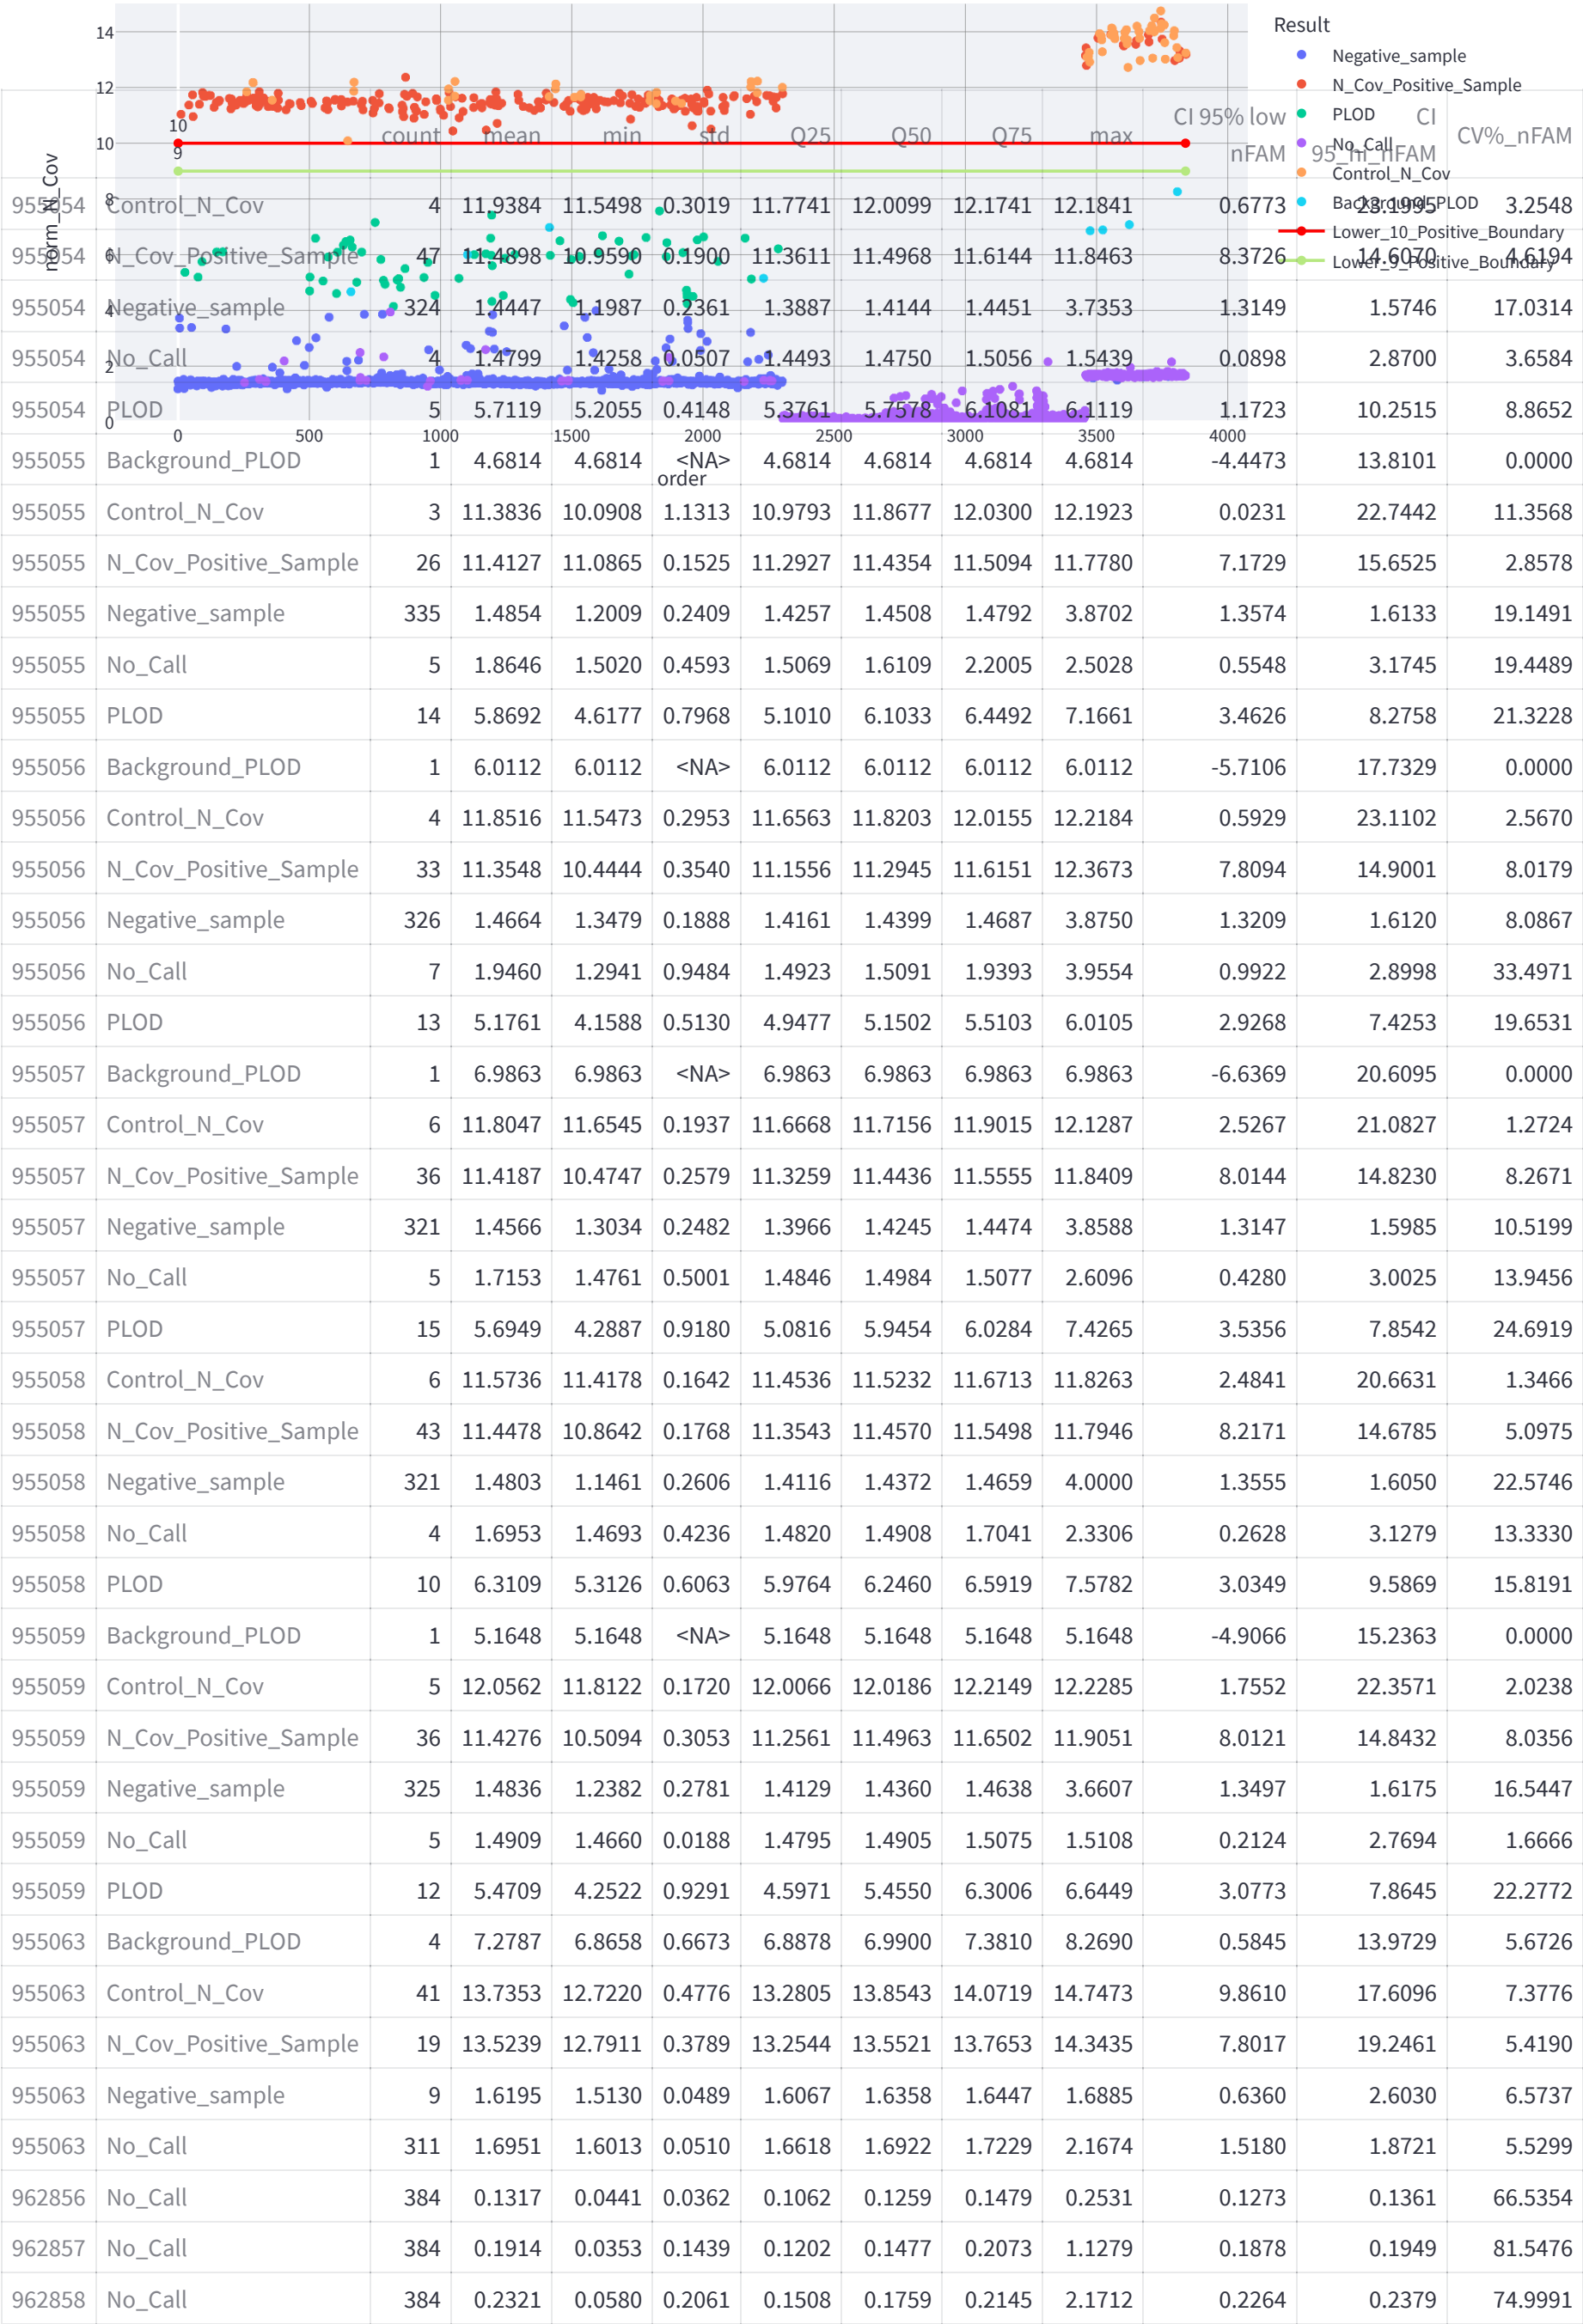 14
12
10
8
6
4
2
0
10
9
norm_N_Cov
0 500 1000 1500 2000 2500 3000 3500 4000
order
Result
Negative_sample
N_Cov_Positive_Sample
PLOD
No_Call
Control_N_Cov
Background_PLOD
Lower_10_Positive_Boundary
Lower_9_Positive_Boundary
count mean min std Q25 Q50 Q75 max CI 95% low nFAM CI 95_hi_nFAM CV%_nFAM
955054 Control_N_Cov 4 11.9384 11.5498 0.3019 11.7741 12.0099 12.1741 12.1841 0.6773 23.1995 3.2548
955054 N_Cov_Positive_Sample 47 11.4898 10.9590 0.1900 11.3611 11.4968 11.6144 11.8463 8.3726 14.6070 4.6194
955054 Negative_sample 324 1.4447 1.1987 0.2361 1.3887 1.4144 1.4451 3.7353 1.3149 1.5746 17.0314
955054 No_Call 4 1.4799 1.4258 0.0507 1.4493 1.4750 1.5056 1.5439 0.0898 2.8700 3.6584
955054 PLOD 5 5.7119 5.2055 0.4148 5.3761 5.7578 6.1081 6.1119 1.1723 10.2515 8.8652
955055 Background_PLOD 1 4.6814 4.6814 <NA> 4.6814 4.6814 4.6814 4.6814 -4.4473 13.8101 0.0000
955055 Control_N_Cov 3 11.3836 10.0908 1.1313 10.9793 11.8677 12.0300 12.1923 0.0231 22.7442 11.3568
955055 N_Cov_Positive_Sample 26 11.4127 11.0865 0.1525 11.2927 11.4354 11.5094 11.7780 7.1729 15.6525 2.8578
955055 Negative_sample 335 1.4854 1.2009 0.2409 1.4257 1.4508 1.4792 3.8702 1.3574 1.6133 19.1491
955055 No_Call 5 1.8646 1.5020 0.4593 1.5069 1.6109 2.2005 2.5028 0.5548 3.1745 19.4489
955055 PLOD 14 5.8692 4.6177 0.7968 5.1010 6.1033 6.4492 7.1661 3.4626 8.2758 21.3228
955056 Background_PLOD 1 6.0112 6.0112 <NA> 6.0112 6.0112 6.0112 6.0112 -5.7106 17.7329 0.0000
955056 Control_N_Cov 4 11.8516 11.5473 0.2953 11.6563 11.8203 12.0155 12.2184 0.5929 23.1102 2.5670
955056 N_Cov_Positive_Sample 33 11.3548 10.4444 0.3540 11.1556 11.2945 11.6151 12.3673 7.8094 14.9001 8.0179
955056 Negative_sample 326 1.4664 1.3479 0.1888 1.4161 1.4399 1.4687 3.8750 1.3209 1.6120 8.0867
955056 No_Call 7 1.9460 1.2941 0.9484 1.4923 1.5091 1.9393 3.9554 0.9922 2.8998 33.4971
955056 PLOD 13 5.1761 4.1588 0.5130 4.9477 5.1502 5.5103 6.0105 2.9268 7.4253 19.6531
955057 Background_PLOD 1 6.9863 6.9863 <NA> 6.9863 6.9863 6.9863 6.9863 -6.6369 20.6095 0.0000
955057 Control_N_Cov 6 11.8047 11.6545 0.1937 11.6668 11.7156 11.9015 12.1287 2.5267 21.0827 1.2724
955057 N_Cov_Positive_Sample 36 11.4187 10.4747 0.2579 11.3259 11.4436 11.5555 11.8409 8.0144 14.8230 8.2671
955057 Negative_sample 321 1.4566 1.3034 0.2482 1.3966 1.4245 1.4474 3.8588 1.3147 1.5985 10.5199
955057 No_Call 5 1.7153 1.4761 0.5001 1.4846 1.4984 1.5077 2.6096 0.4280 3.0025 13.9456
955057 PLOD 15 5.6949 4.2887 0.9180 5.0816 5.9454 6.0284 7.4265 3.5356 7.8542 24.6919
955058 Control_N_Cov 6 11.5736 11.4178 0.1642 11.4536 11.5232 11.6713 11.8263 2.4841 20.6631 1.3466
955058 N_Cov_Positive_Sample 43 11.4478 10.8642 0.1768 11.3543 11.4570 11.5498 11.7946 8.2171 14.6785 5.0975
955058 Negative_sample 321 1.4803 1.1461 0.2606 1.4116 1.4372 1.4659 4.0000 1.3555 1.6050 22.5746
955058 No_Call 4 1.6953 1.4693 0.4236 1.4820 1.4908 1.7041 2.3306 0.2628 3.1279 13.3330
955058 PLOD 10 6.3109 5.3126 0.6063 5.9764 6.2460 6.5919 7.5782 3.0349 9.5869 15.8191
955059 Background_PLOD 1 5.1648 5.1648 <NA> 5.1648 5.1648 5.1648 5.1648 -4.9066 15.2363 0.0000
955059 Control_N_Cov 5 12.0562 11.8122 0.1720 12.0066 12.0186 12.2149 12.2285 1.7552 22.3571 2.0238
955059 N_Cov_Positive_Sample 36 11.4276 10.5094 0.3053 11.2561 11.4963 11.6502 11.9051 8.0121 14.8432 8.0356
955059 Negative_sample 325 1.4836 1.2382 0.2781 1.4129 1.4360 1.4638 3.6607 1.3497 1.6175 16.5447
955059 No_Call 5 1.4909 1.4660 0.0188 1.4795 1.4905 1.5075 1.5108 0.2124 2.7694 1.6666
955059 PLOD 12 5.4709 4.2522 0.9291 4.5971 5.4550 6.3006 6.6449 3.0773 7.8645 22.2772
955063 Background_PLOD 4 7.2787 6.8658 0.6673 6.8878 6.9900 7.3810 8.2690 0.5845 13.9729 5.6726
955063 Control_N_Cov 41 13.7353 12.7220 0.4776 13.2805 13.8543 14.0719 14.7473 9.8610 17.6096 7.3776
955063 N_Cov_Positive_Sample 19 13.5239 12.7911 0.3789 13.2544 13.5521 13.7653 14.3435 7.8017 19.2461 5.4190
955063 Negative_sample 9 1.6195 1.5130 0.0489 1.6067 1.6358 1.6447 1.6885 0.6360 2.6030 6.5737
955063 No_Call 311 1.6951 1.6013 0.0510 1.6618 1.6922 1.7229 2.1674 1.5180 1.8721 5.5299
962856 No_Call 384 0.1317 0.0441 0.0362 0.1062 0.1259 0.1479 0.2531 0.1273 0.1361 66.5354
962857 No_Call 384 0.1914 0.0353 0.1439 0.1202 0.1477 0.2073 1.1279 0.1878 0.1949 81.5476
962858 No_Call 384 0.2321 0.0580 0.2061 0.1508 0.1759 0.2145 2.1712 0.2264 0.2379 74.9991